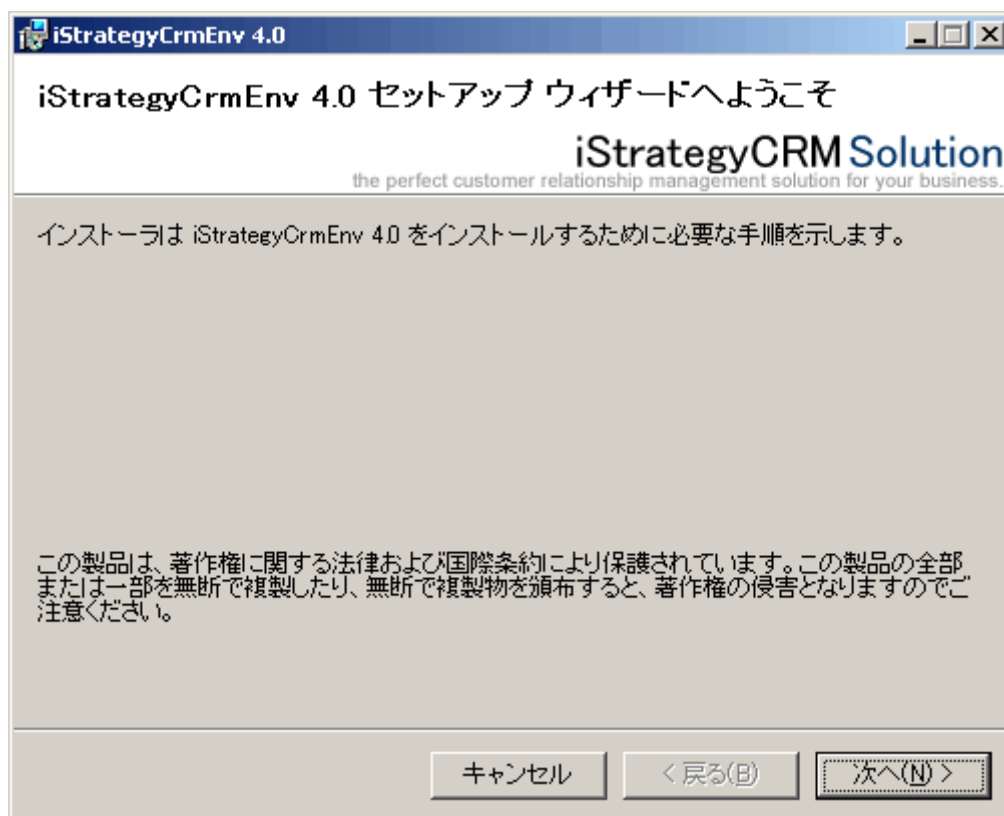 iStrategyCrmEnv 4.0
iStrategyCrmEnv 4.0 セットアップ ウィザードへようこそ
iStrategyCRM Solution
the perfect customer relationship management solution for your business.
インストーラは iStrategyCrmEnv 4.0 をインストールするために必要な手順を示します。
この製品は、著作権に関する法律および国際条約により保護されています。この製品の全部
または一部を無断で複製したり、無断で複製物を頒布すると、著作権の侵害となりますのでご
注意ください。
キャンセル
< 戻る(B)
次へ(N) >